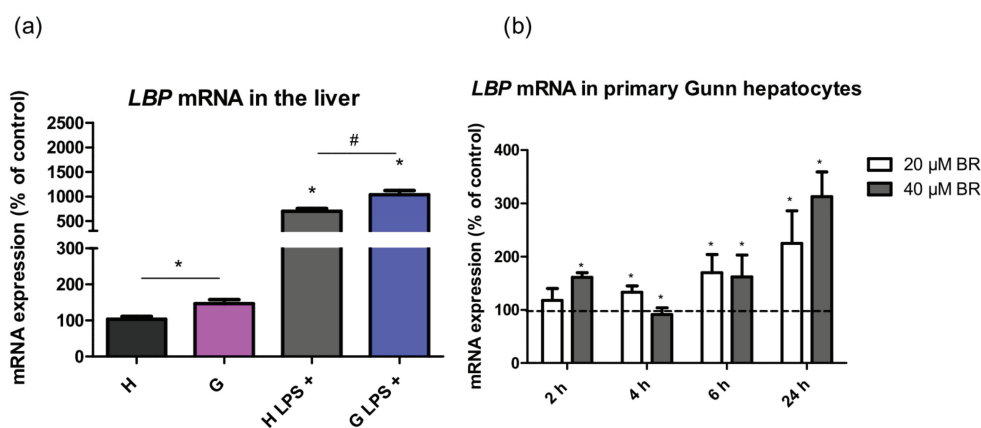 (a)
LBP mRNA in the liver
mRNA expression (% of control)
2500
2000
1500
1000
500
300
200
100
0
*
*
#
*
H
G
H LPS +
G LPS +
(b)
LBP mRNA in primary Gunn hepatocytes
mRNA expression (% of control)
400
300
200
100
0
*
*
*
*
*
*
*
2 h
4 h
6 h
24 h
20 µM BR
40 µM BR